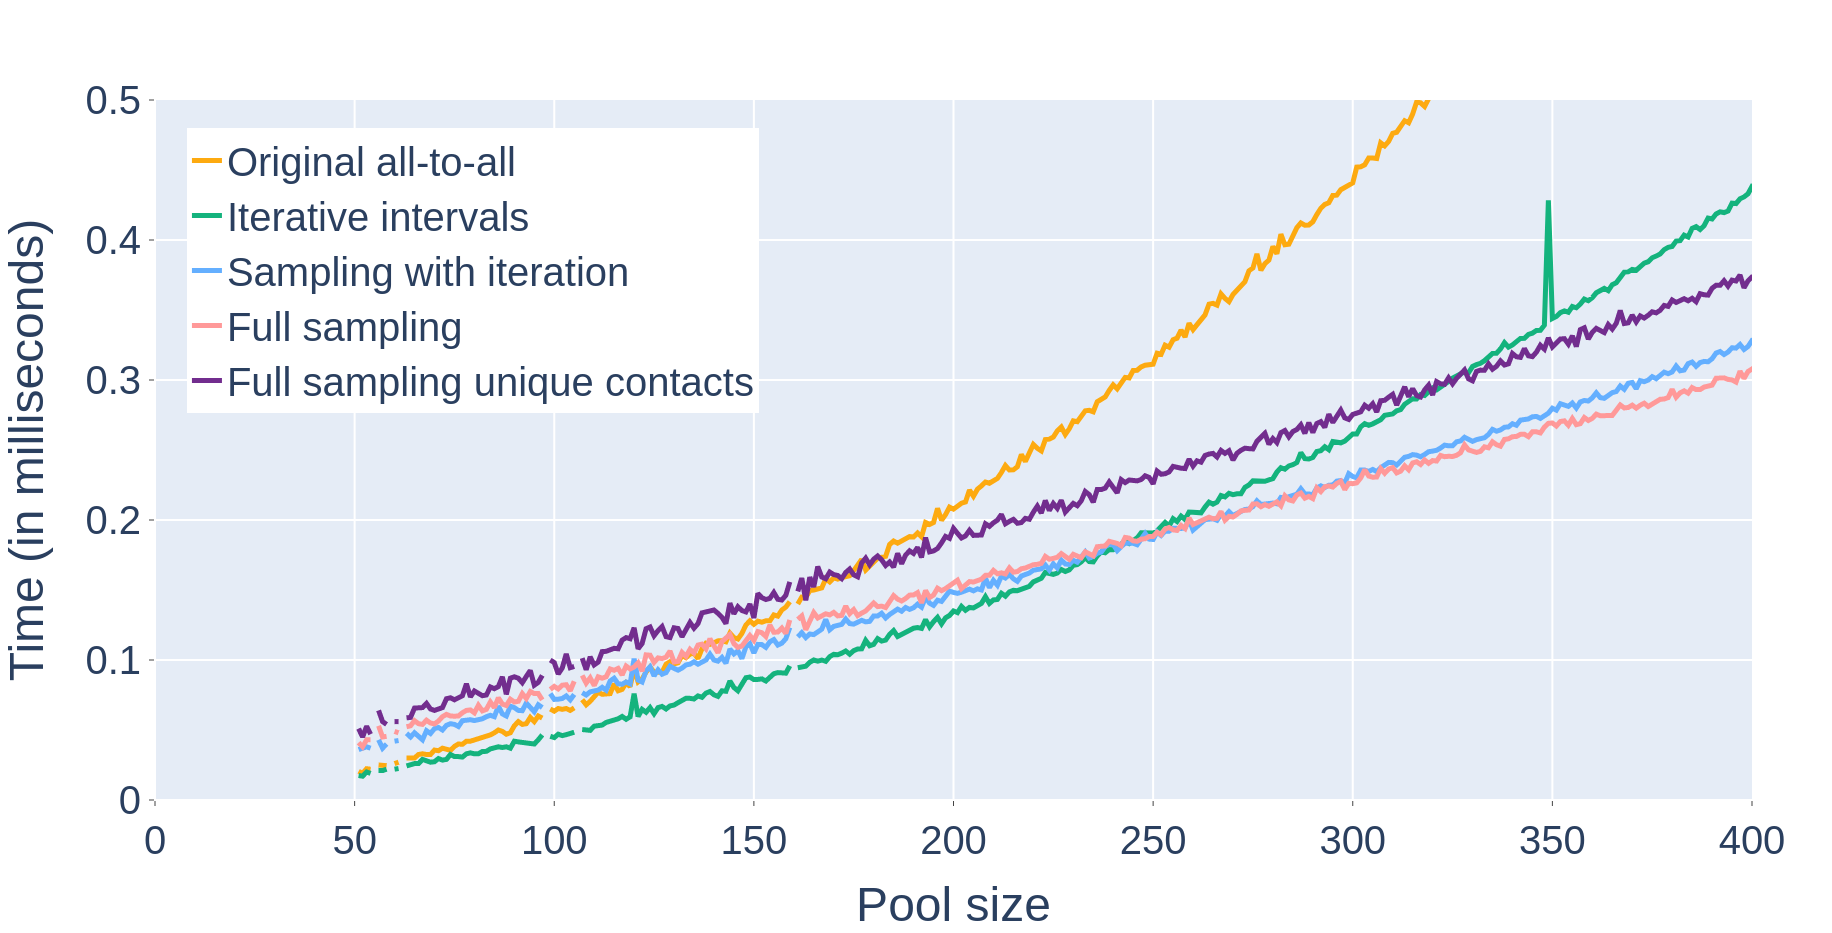 0.5
0.4
0.3
0.2
0.1
0
Time (in milliseconds)
Original all-to-all
Iterative intervals
Sampling with iteration
Full sampling
Full sampling unique contacts
0 50 100 150 200 250 300 350 400
Pool size